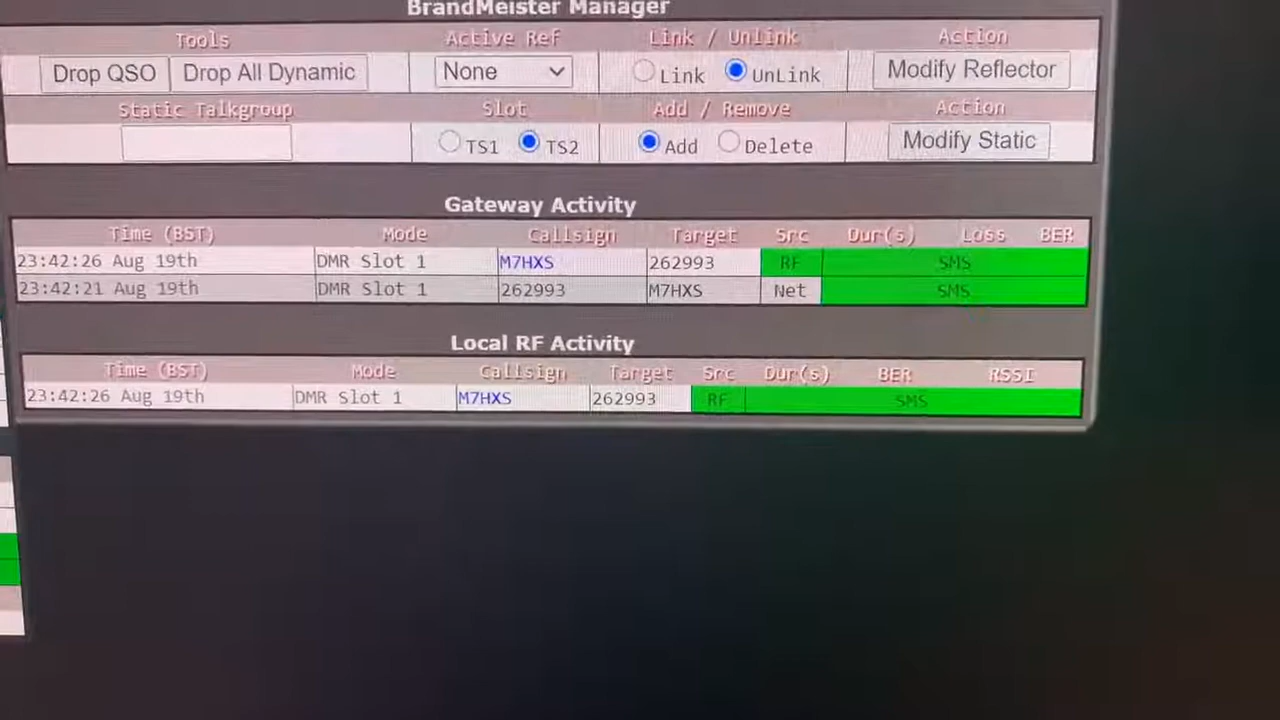 BrandMeister Manager
Tools Active Ref Link / Unlink Action
Drop QSO Drop All Dynamic None Link UnLink Modify Reflector
Static Talkgroup Slot Add / Remove Action
TS1 TS2 Add Delete Modify Static
Gateway Activity
Time (BST) Mode Callsign Target Src Dur(s) Loss BER
23:42:26 Aug 19th DMR Slot 1 M7HXS 262993 RF SMS
23:42:21 Aug 19th DMR Slot 1 262993 M7HXS Net SMS
Local RF Activity
Time (BST) Mode Callsign Target Src Dur(s) BER RSSI
23:42:26 Aug 19th DMR Slot 1 M7HXS 262993 RF SMS